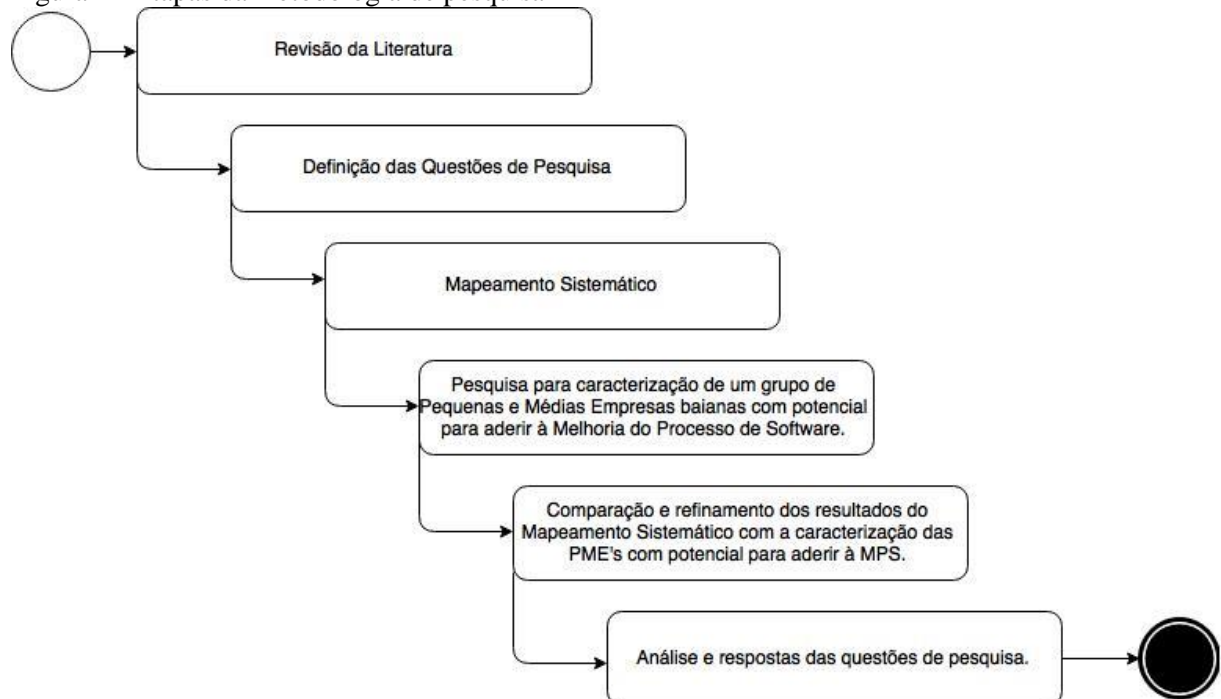 Revisão da Literatura
Definição das Questões de Pesquisa
Mapeamento Sistemático
Pesquisa para caracterização de um grupo de
Pequenas e Médias Empresas baianas com potencial
para aderir à Melhoria do Processo de Software.
Comparação e refinamento dos resultados do
Mapeamento Sistemático com a caracterização das
PME's com potencial para aderir à MPS.
Análise e respostas das questões de pesquisa.